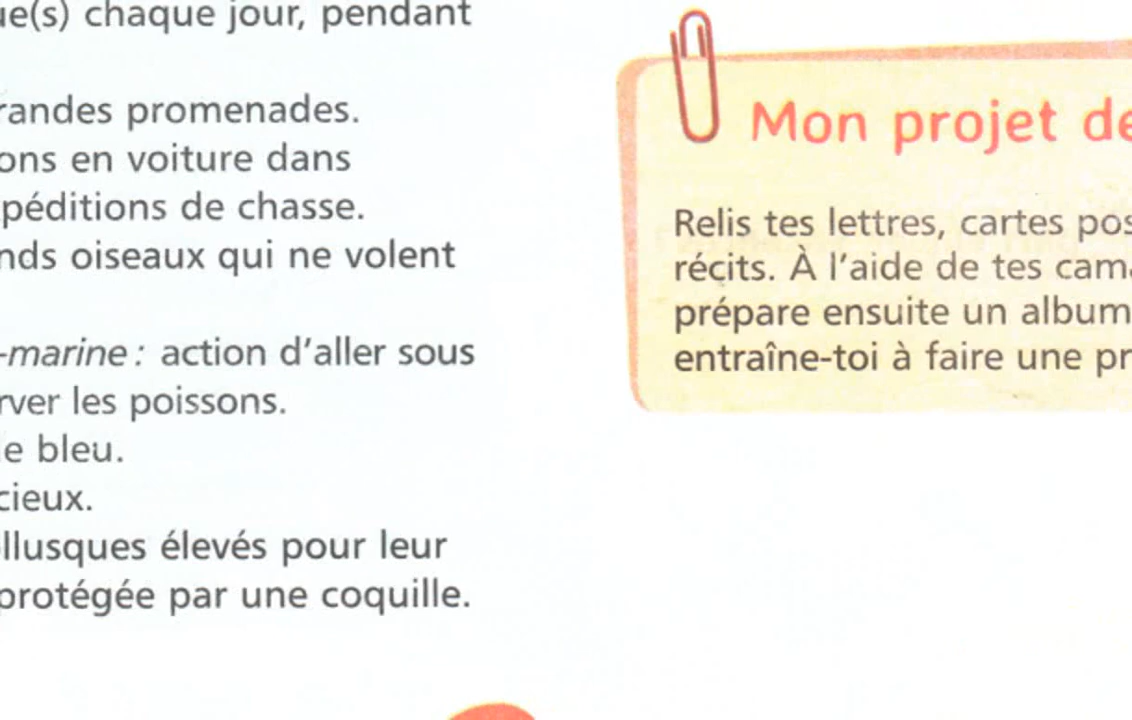 ue(s) chaque jour, pendant
randes promenades.
ons en voiture dans
péditions de chasse.
nds oiseaux qui ne volent
-marine : action d'aller sous
rver les poissons.
e bleu.
cieux.
llusques élevés pour leur
protégée par une coquille.
Mon projet de
Relis tes lettres, cartes pos
récits. À l'aide de tes cama
prépare ensuite un album
entraîne-toi à faire une pr